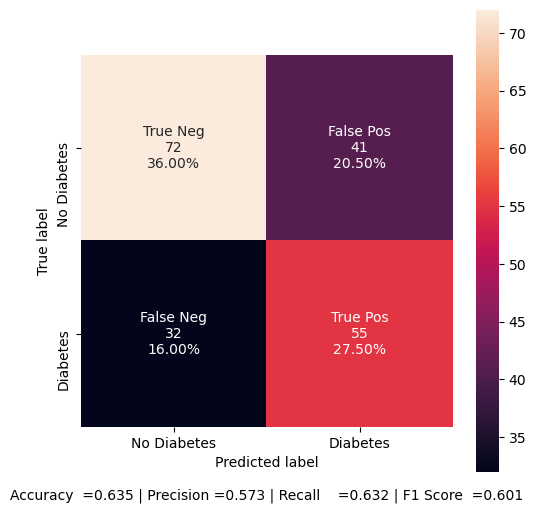 True Neg
72
36.00%
False Pos
41
20.50%
False Neg
32
16.00%
True Pos
55
27.50%
True label
No Diabetes
Diabetes
No Diabetes
Diabetes
Predicted label
70
65
60
55
50
45
40
35
Accuracy  =0.635 | Precision =0.573 | Recall    =0.632 | F1 Score  =0.601